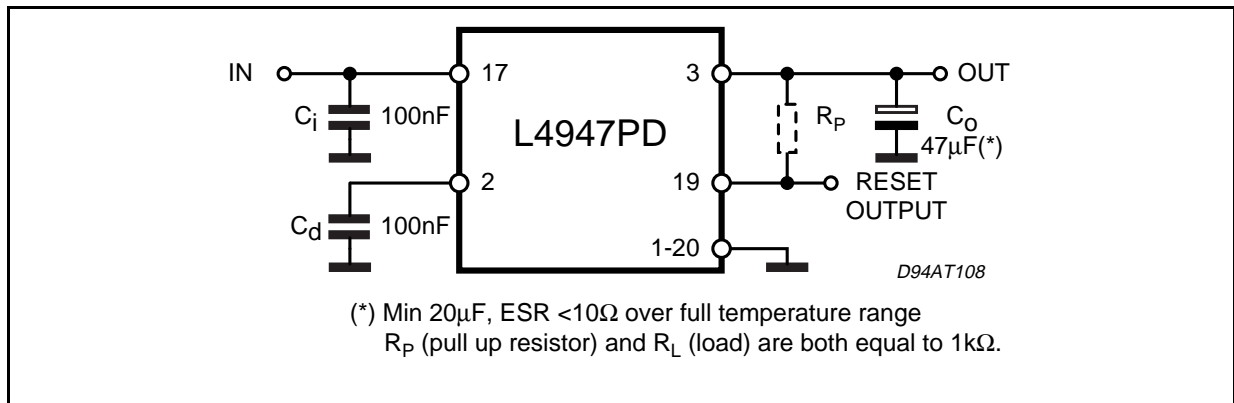 IN 17 3 OUT
Ci 100nF L4947PD RP Co
47μF(*)
2 19 RESET
OUTPUT
Cd 100nF
1-20
D94AT108
(*) Min 20μF, ESR <10Ω over full temperature range
RP (pull up resistor) and RL (load) are both equal to 1kΩ.